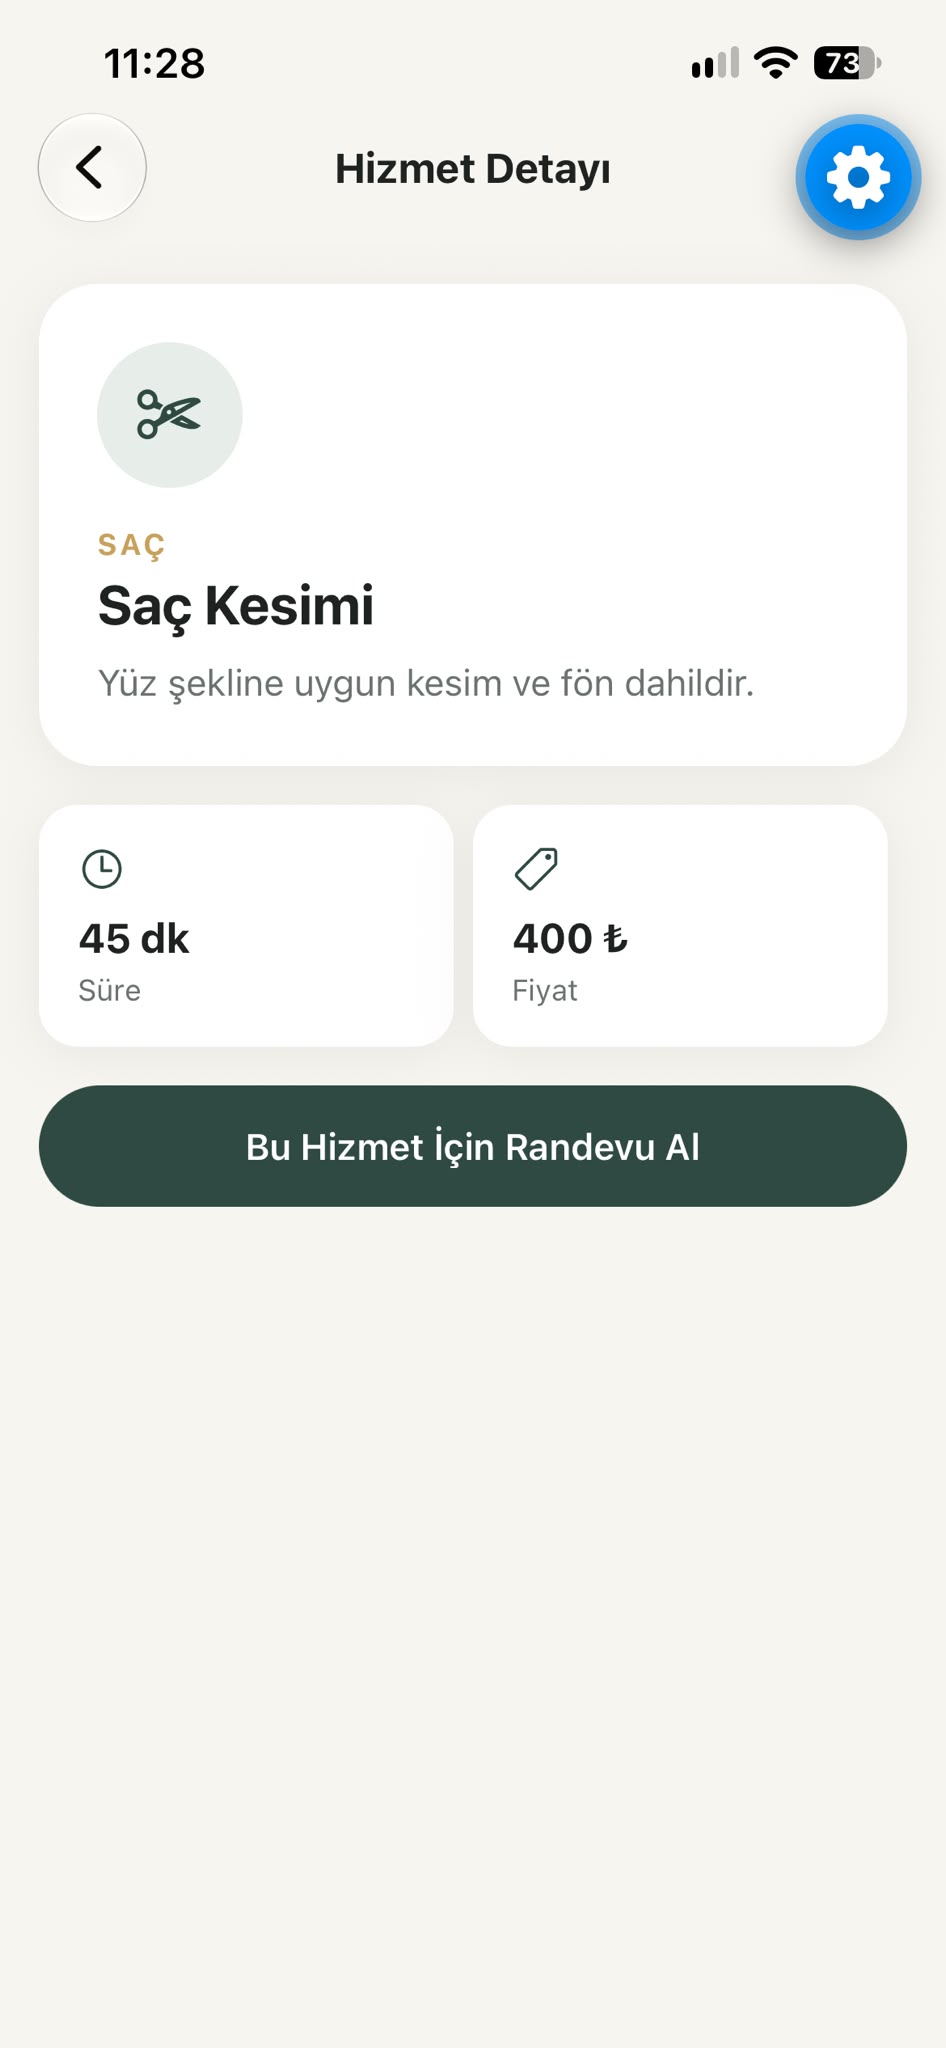 11:28
73
Hizmet Detayı
SAÇ
Saç Kesimi
Yüz şekline uygun kesim ve fön dahildir.
45 dk
Süre
400 ₺
Fiyat
Bu Hizmet İçin Randevu Al